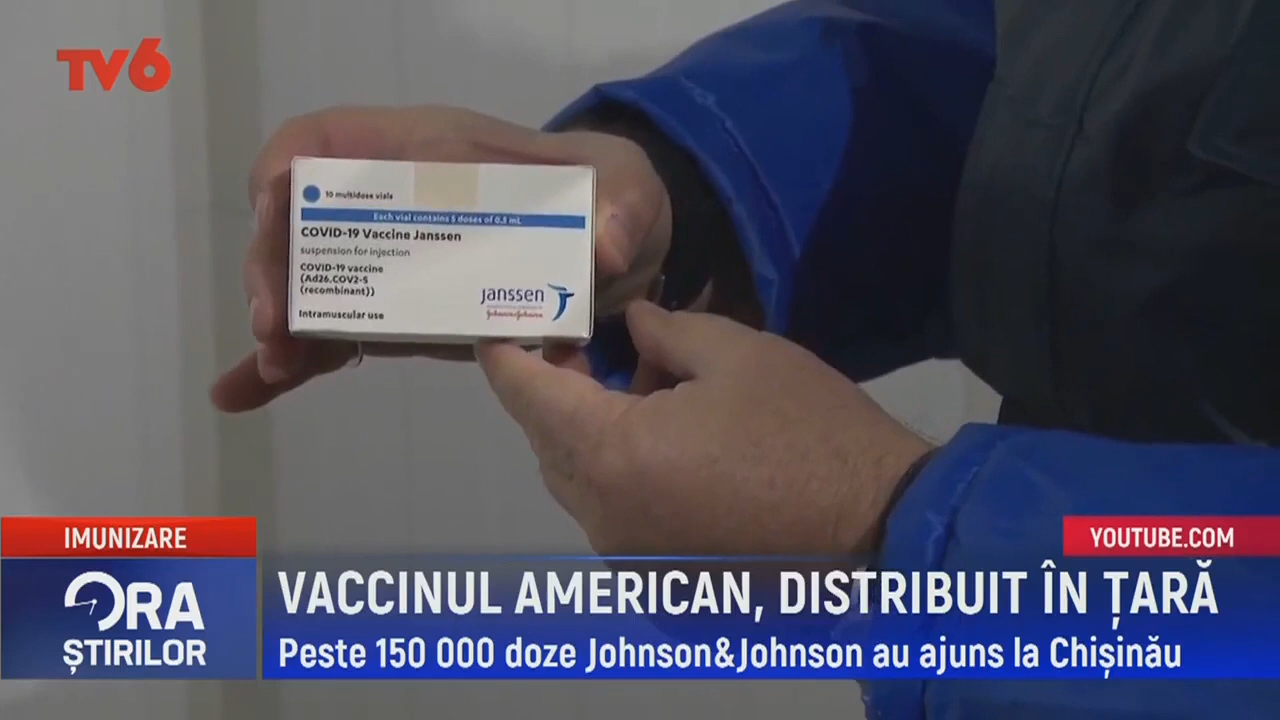 TV6
10 multidose vials
Each vial contains 5 doses of 0.5 mL
COVID-19 Vaccine Janssen
suspension for injection
COVID-19 vaccine
(Ad26.COV2-S
(recombinant))
Intramuscular use
Janssen
Johnson&Johnson
IMUNIZARE
YOUTUBE.COM
ORA
ȘTIRILOR
VACCINUL AMERICAN, DISTRIBUIT ÎN ȚARĂ
Peste 150 000 doze Johnson&Johnson au ajuns la Chișinău